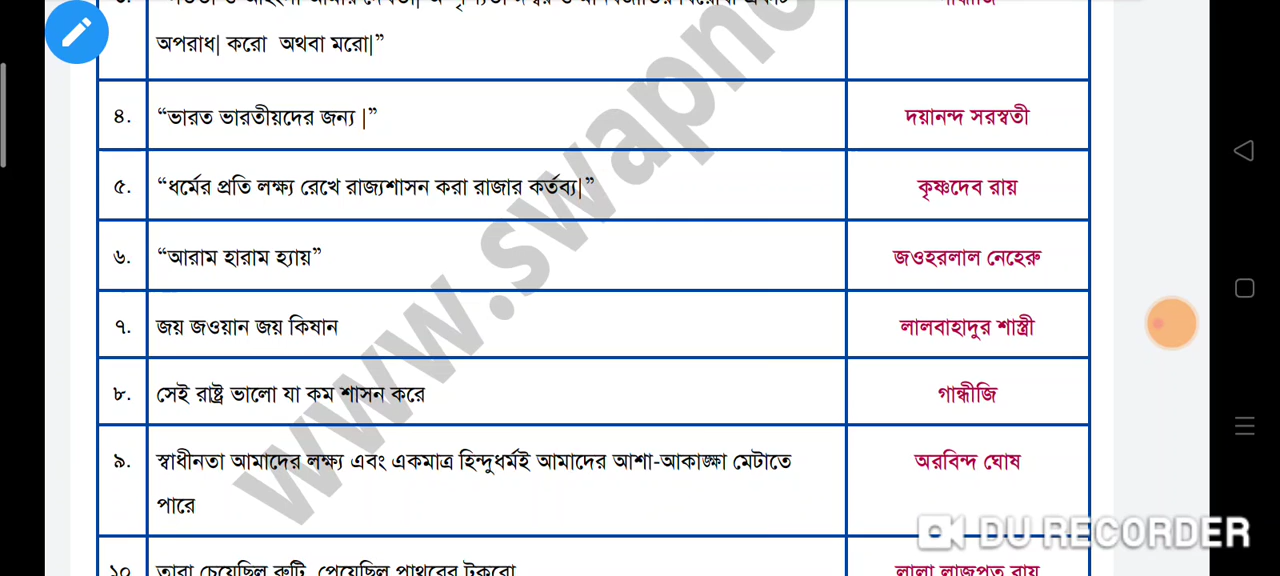 অপরাধ| করো অথবা মরো|”
৪. “ভারত ভারতীয়দের জন্য |” দয়ানন্দ সরস্বতী
৫. “ধর্মের প্রতি লক্ষ্য রেখে রাজ্যশাসন করা রাজার কর্তব্য|” কৃষ্ণদেব রায়
৬. “আরাম হারাম হ্যায়” জওহরলাল নেহেরু
৭. জয় জওয়ান জয় কিষান লালবাহাদুর শাস্ত্রী
৮. সেই রাষ্ট্র ভালো যা কম শাসন করে গান্ধীজি
৯. স্বাধীনতা আমাদের লক্ষ্য এবং একমাত্র হিন্দুধর্মই আমাদের আশা-আকাঙ্ক্ষা মেটাতে অরবিন্দ ঘোষ
পারে
১০. তারা চেয়েছিল রুটি, পেয়েছিল পাথরের টুকরো লালা লাজপত রায়
www.swapno
DU RECORDER